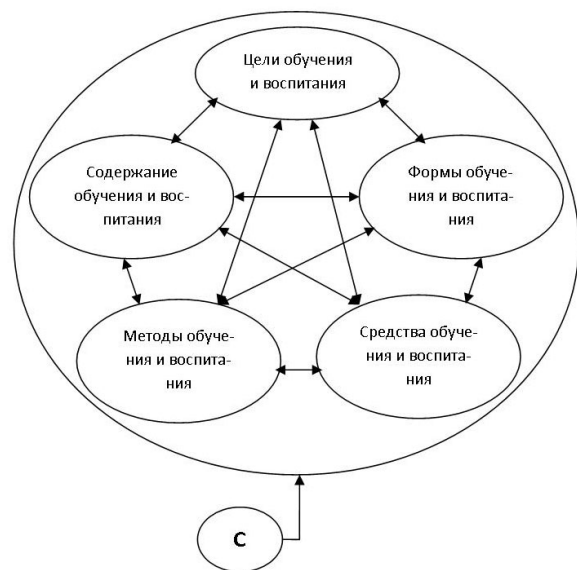 Цели обучения
и воспитания
Содержание
обучения и вос-
питания
Формы обуче-
ния и воспита-
ния
Методы обуче-
ния и воспита-
ния
Средства обуче-
ния и воспита-
ния
С